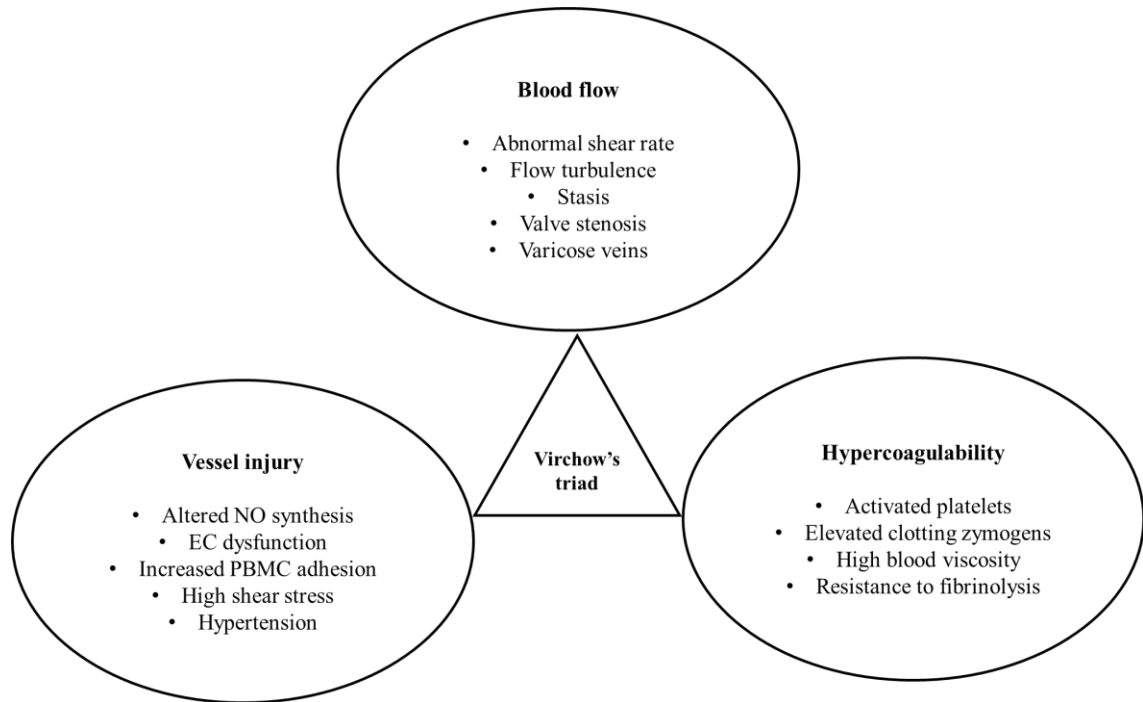 Blood flow
• Abnormal shear rate
• Flow turbulence
• Stasis
• Valve stenosis
• Varicose veins
Vessel injury
• Altered NO synthesis
• EC dysfunction
• Increased PBMC adhesion
• High shear stress
• Hypertension
Virchow’s
triad
Hypercoagulability
• Activated platelets
• Elevated clotting zymogens
• High blood viscosity
• Resistance to fibrinolysis